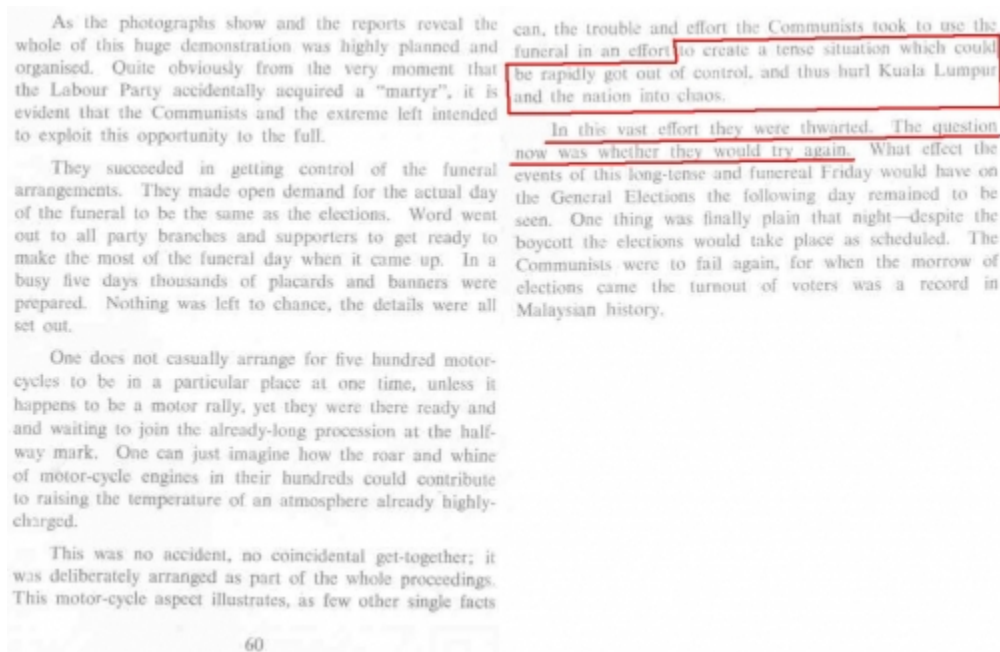 As the photographs show and the reports reveal the
whole of this huge demonstration was highly planned and
organised. Quite obviously from the very moment that
the Labour Party accidentally acquired a “martyr”, it is
evident that the Communists and the extreme left intended
to exploit this opportunity to the full.
They succeeded in getting control of the funeral
arrangements. They made open demand for the actual day
of the funeral to be the same as the elections. Word went
out to all party branches and supporters to get ready to
make the most of the funeral day when it came up. In a
busy five days thousands of placards and banners were
prepared. Nothing was left to chance, the details were all
set out.
One does not casually arrange for five hundred motor-
cycles to be in a particular place at one time, unless it
happens to be a motor rally, yet they were there ready and
and waiting to join the already-long procession at the half-
way mark. One can just imagine how the roar and whine
of motor-cycle engines in their hundreds could contribute
to raising the temperature of an atmosphere already highly-
charged.
This was no accident, no coincidental get-together; it
was deliberately arranged as part of the whole proceedings.
This motor-cycle aspect illustrates, as few other single facts
60
can, the trouble and effort the Communists took to use the
funeral in an effort to create a tense situation which could
be rapidly got out of control, and thus hurl Kuala Lumpur
and the nation into chaos.
In this vast effort they were thwarted. The question
now was whether they would try again. What effect the
events of this long-tense and funereal Friday would have on
the General Elections the following day remained to be
seen. One thing was finally plain that night—despite the
boycott the elections would take place as scheduled. The
Communists were to fail again, for when the morrow of
elections came the turnout of voters was a record in
Malaysian history.